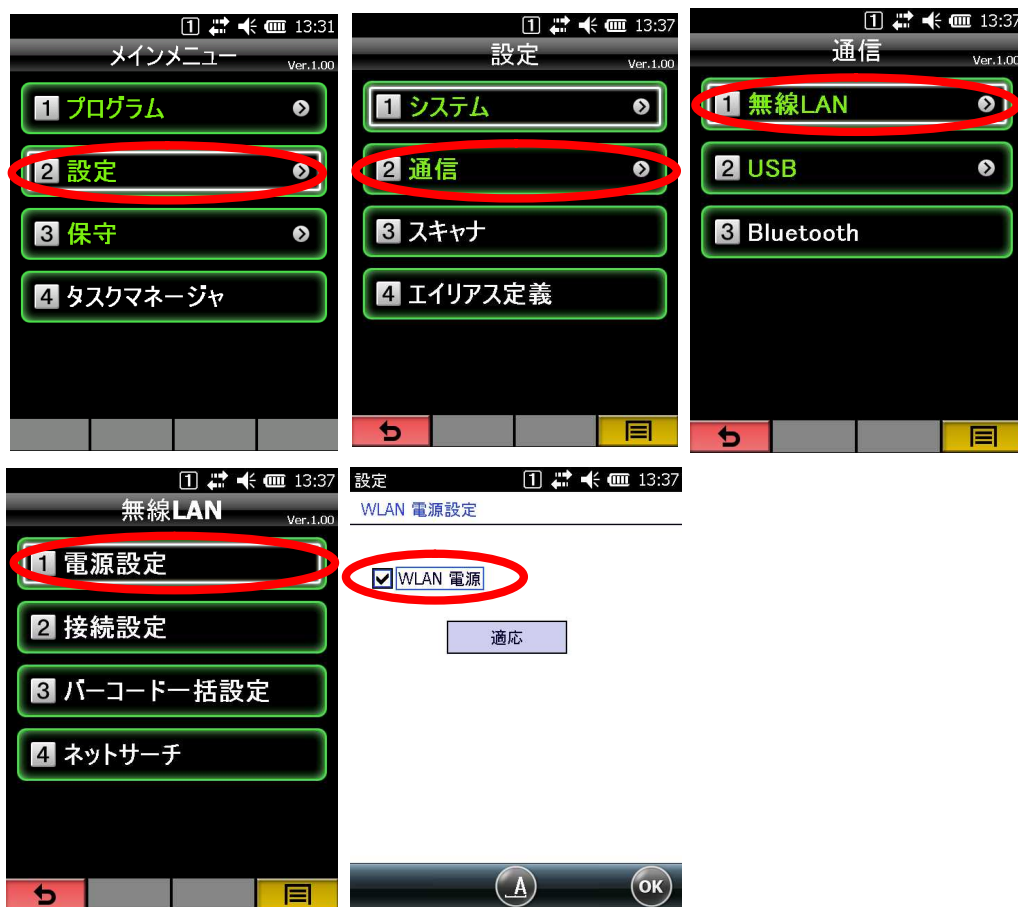 1 13:31
メインメニュー
Ver.1.00
1 プログラム
2 設定
3 保守
4 タスクマネージャ
1 13:37
設定
Ver.1.00
1 システム
2 通信
3 スキャナ
4 エイリアス定義
1 13:37
通信
Ver.1.00
1 無線LAN
2 USB
3 Bluetooth
1 13:37
無線LAN
Ver.1.00
1 電源設定
2 接続設定
3 バーコード一括設定
4 ネットサーチ
設定 1 13:37
WLAN 電源設定
WLAN 電源
適応
A OK